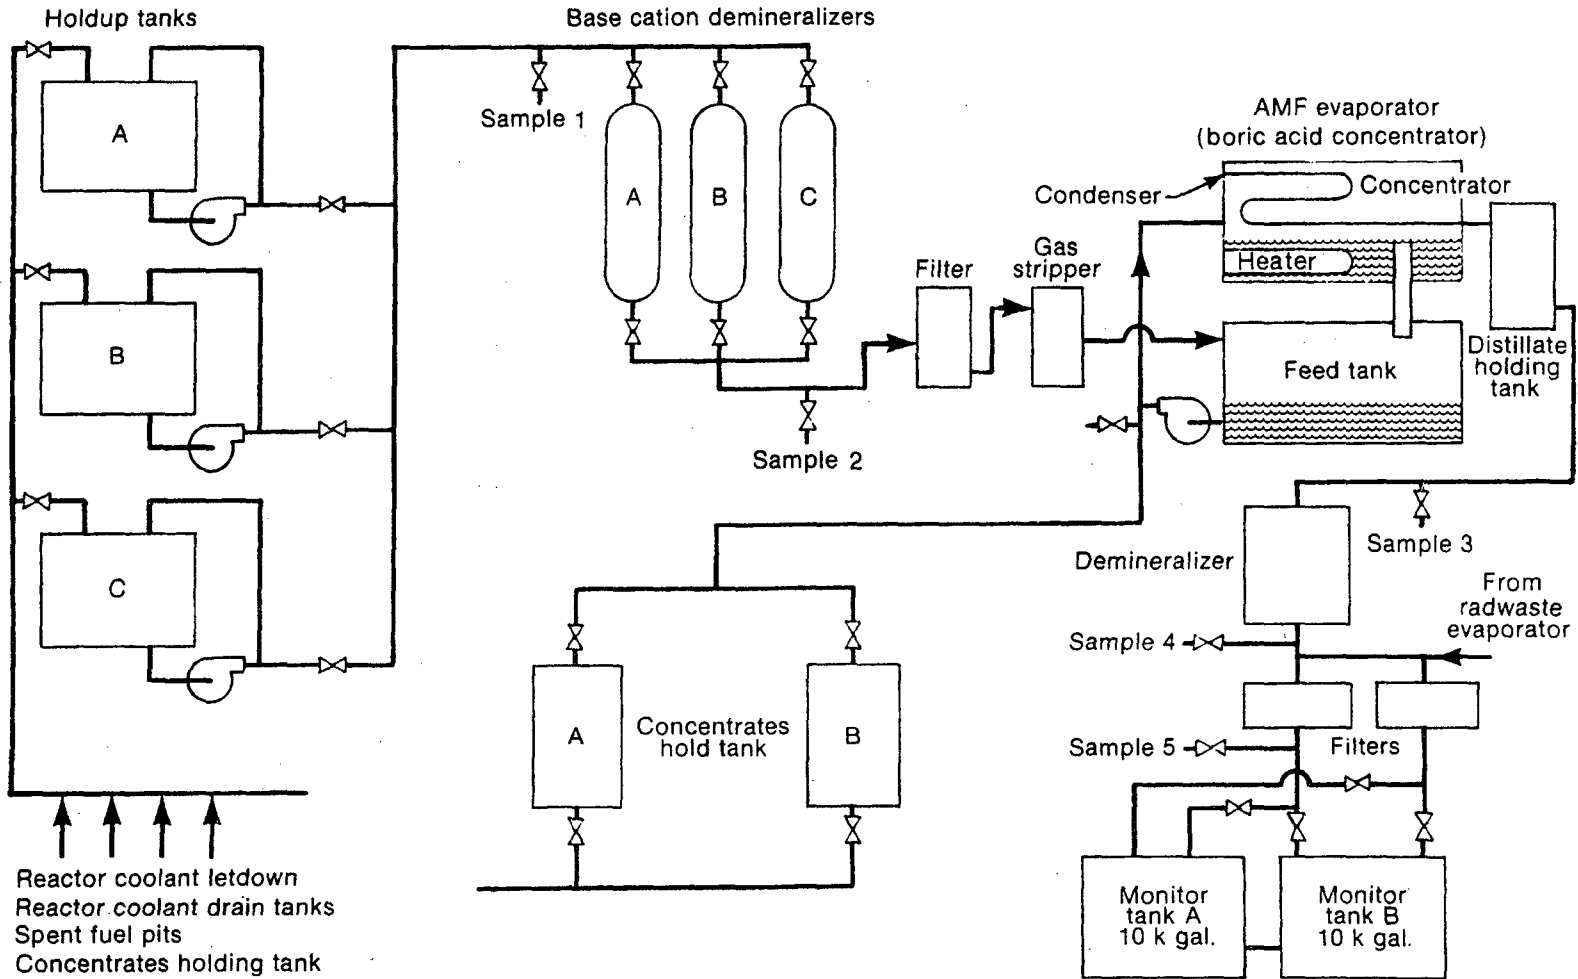 Holdup tanks
A
B
C
Base cation demineralizers
Sample 1
A
B
C
Sample 2
Filter
Gas
stripper
AMF evaporator
(boric acid concentrator)
Condenser
Concentrator
Heater
Feed tank
Distillate
holding
tank
Sample 3
Demineralizer
From
radwaste
evaporator
Sample 4
Sample 5
Filters
A
Concentrates
hold tank
B
Monitor
tank A
10 k gal.
Monitor
tank B
10 k gal.
Reactor coolant letdown
Reactor coolant drain tanks
Spent fuel pits
Concentrates holding tank